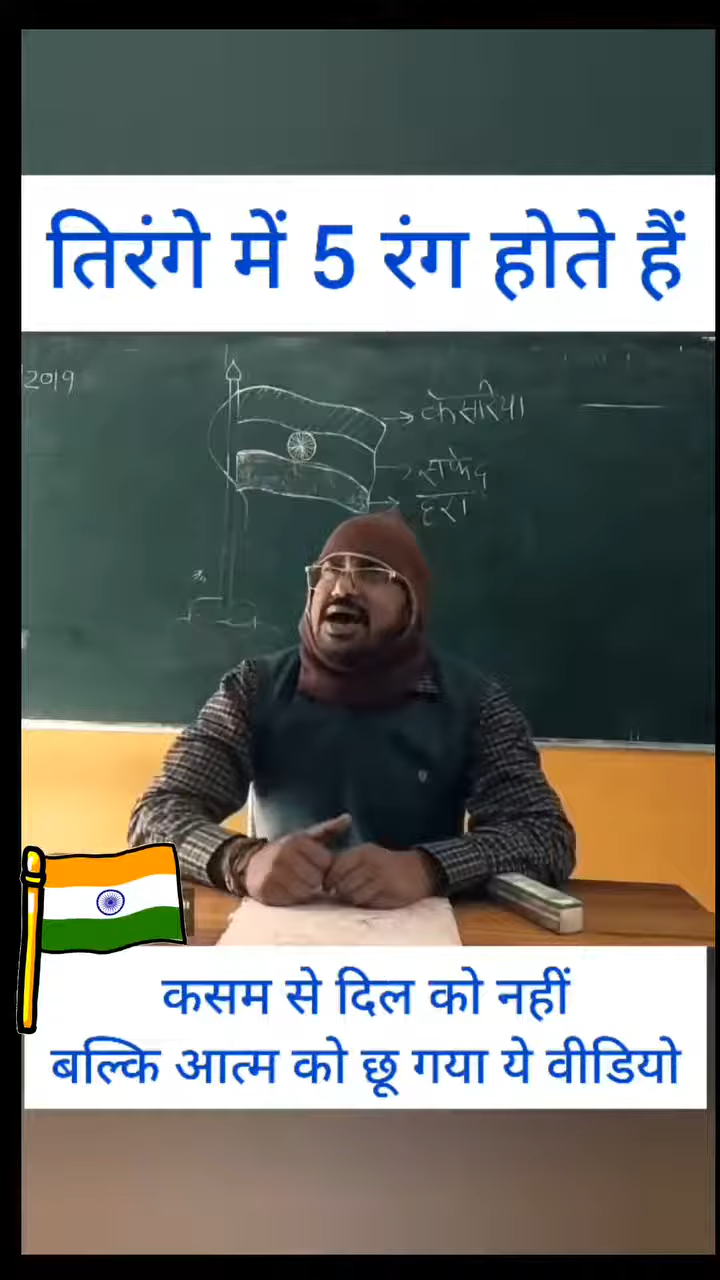 तिरंगे में 5 रंग होते हैं
2019
केसरिया
सफेद
हरा
कसम से दिल को नहीं
बल्कि आत्म को छू गया ये वीडियो